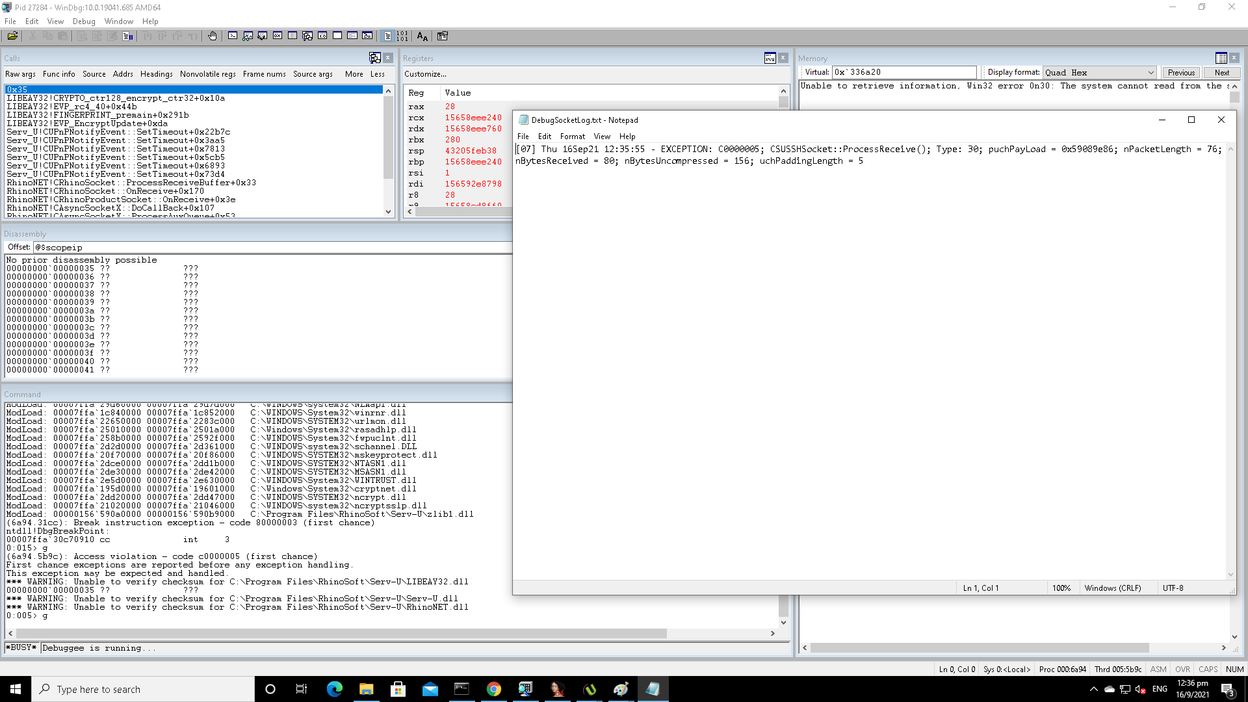 Pid 27284 - WinDbg:10.0.19041.685 AMD64
File Edit View Debug Window Help
Calls
Raw args Func info Source Addrs Headings Nonvolatile regs Frame nums Source args More Less
0x35
LIBEAY32!CRYPTO_ctr128_encrypt_ctr32+0x10a
LIBEAY32!EVP_rc4_40+0x44b
LIBEAY32!FINGERPRINT_premain+0x291b
LIBEAY32!EVP_EncryptUpdate+0xda
Serv_U!CUPnPNotifyEvent::SetTimeout+0x22b7c
Serv_U!CUPnPNotifyEvent::SetTimeout+0x3aa5
Serv_U!CUPnPNotifyEvent::SetTimeout+0x7813
Serv_U!CUPnPNotifyEvent::SetTimeout+0x5cb5
Serv_U!CUPnPNotifyEvent::SetTimeout+0x6893
Serv_U!CUPnPNotifyEvent::SetTimeout+0x73d4
RhinoNET!CRhinoSocket::ProcessReceiveBuffer+0x33
RhinoNET!CRhinoSocket::OnReceive+0x170
RhinoNET!CRhinoProductSocket::OnReceive+0x3e
RhinoNET!CAsyncSocketX::DoCallBack+0x107
RhinoNET!CAsyncSocketX::ProcessAuxQueue+0x53
Registers
Customize...
Reg Value
rax 28
rcx 15658eee240
rdx 15658eee760
rbx 280
rsp 43205feb38
rbp 15658eee240
rsi 1
rdi 156592e8798
r8 28
Memory
Virtual: 0x`336a20 Display format: Quad Hex Previous Next
Unable to retrieve information, Win32 error 0n30: The system cannot read from the s
DebugSocketLog.txt - Notepad
File Edit Format View Help
[07] Thu 16Sep21 12:35:55 - EXCEPTION: C0000005; CSUSSHSocket::ProcessReceive(); Type: 30; puchPayLoad = 0x59089e86; nPacketLength = 76;
nBytesReceived = 80; nBytesUncompressed = 156; uchPaddingLength = 5
Ln 1, Col 1 100% Windows (CRLF) UTF-8
Disassembly
Offset: @$scopeip
No prior disassembly possible
00000000`00000035 ?? ???
00000000`00000036 ?? ???
00000000`00000037 ?? ???
00000000`00000038 ?? ???
00000000`00000039 ?? ???
00000000`0000003a ?? ???
00000000`0000003b ?? ???
00000000`0000003c ?? ???
00000000`0000003d ?? ???
00000000`0000003e ?? ???
00000000`0000003f ?? ???
00000000`00000040 ?? ???
00000000`00000041 ?? ???
Command
ModLoad: 00007ffa`29d60000 00007ffa`29d7d000 C:\WINDOWS\System32\NLAapi.dll
ModLoad: 00007ffa`1c840000 00007ffa`1c852000 C:\WINDOWS\System32\winrnr.dll
ModLoad: 00007ffa`22650000 00007ffa`2283c000 C:\WINDOWS\SYSTEM32\urlmon.dll
ModLoad: 00007ffa`25010000 00007ffa`2501a000 C:\Windows\System32\rasadhlp.dll
ModLoad: 00007ffa`258b0000 00007ffa`2592f000 C:\WINDOWS\System32\fwpuclnt.dll
ModLoad: 00007ffa`2d2d0000 00007ffa`2d361000 C:\WINDOWS\system32\schannel.DLL
ModLoad: 00007ffa`20f70000 00007ffa`20f86000 C:\WINDOWS\SYSTEM32\mskeyprotect.dll
ModLoad: 00007ffa`2dce0000 00007ffa`2dd1b000 C:\WINDOWS\SYSTEM32\NTASN1.dll
ModLoad: 00007ffa`2de30000 00007ffa`2de42000 C:\WINDOWS\SYSTEM32\MSASN1.dll
ModLoad: 00007ffa`2e5d0000 00007ffa`2e630000 C:\WINDOWS\System32\WINTRUST.dll
ModLoad: 00007ffa`195d0000 00007ffa`19601000 C:\Windows\System32\cryptnet.dll
ModLoad: 00007ffa`2dd20000 00007ffa`2dd47000 C:\WINDOWS\SYSTEM32\ncrypt.dll
ModLoad: 00007ffa`21020000 00007ffa`21046000 C:\WINDOWS\system32\ncryptsslp.dll
ModLoad: 00000156`590a0000 00000156`590b9000 C:\Program Files\RhinoSoft\Serv-U\zlib1.dll
(6a94.31cc): Break instruction exception - code 80000003 (first chance)
ntdll!DbgBreakPoint:
00007ffa`30c70910 cc int 3
0:015> g
(6a94.5b9c): Access violation - code c0000005 (first chance)
First chance exceptions are reported before any exception handling.
This exception may be expected and handled.
*** WARNING: Unable to verify checksum for C:\Program Files\RhinoSoft\Serv-U\LIBEAY32.dll
00000000`00000035 ?? ???
*** WARNING: Unable to verify checksum for C:\Program Files\RhinoSoft\Serv-U\Serv-U.dll
*** WARNING: Unable to verify checksum for C:\Program Files\RhinoSoft\Serv-U\RhinoNET.dll
0:005> g
*BUSY* Debuggee is running...
Ln 0, Col 0 Sys 0:<Local> Proc 000:6a94 Thrd 005:5b9c ASM OVR CAPS NUM
Type here to search
ENG
12:36 pm
16/9/2021
3